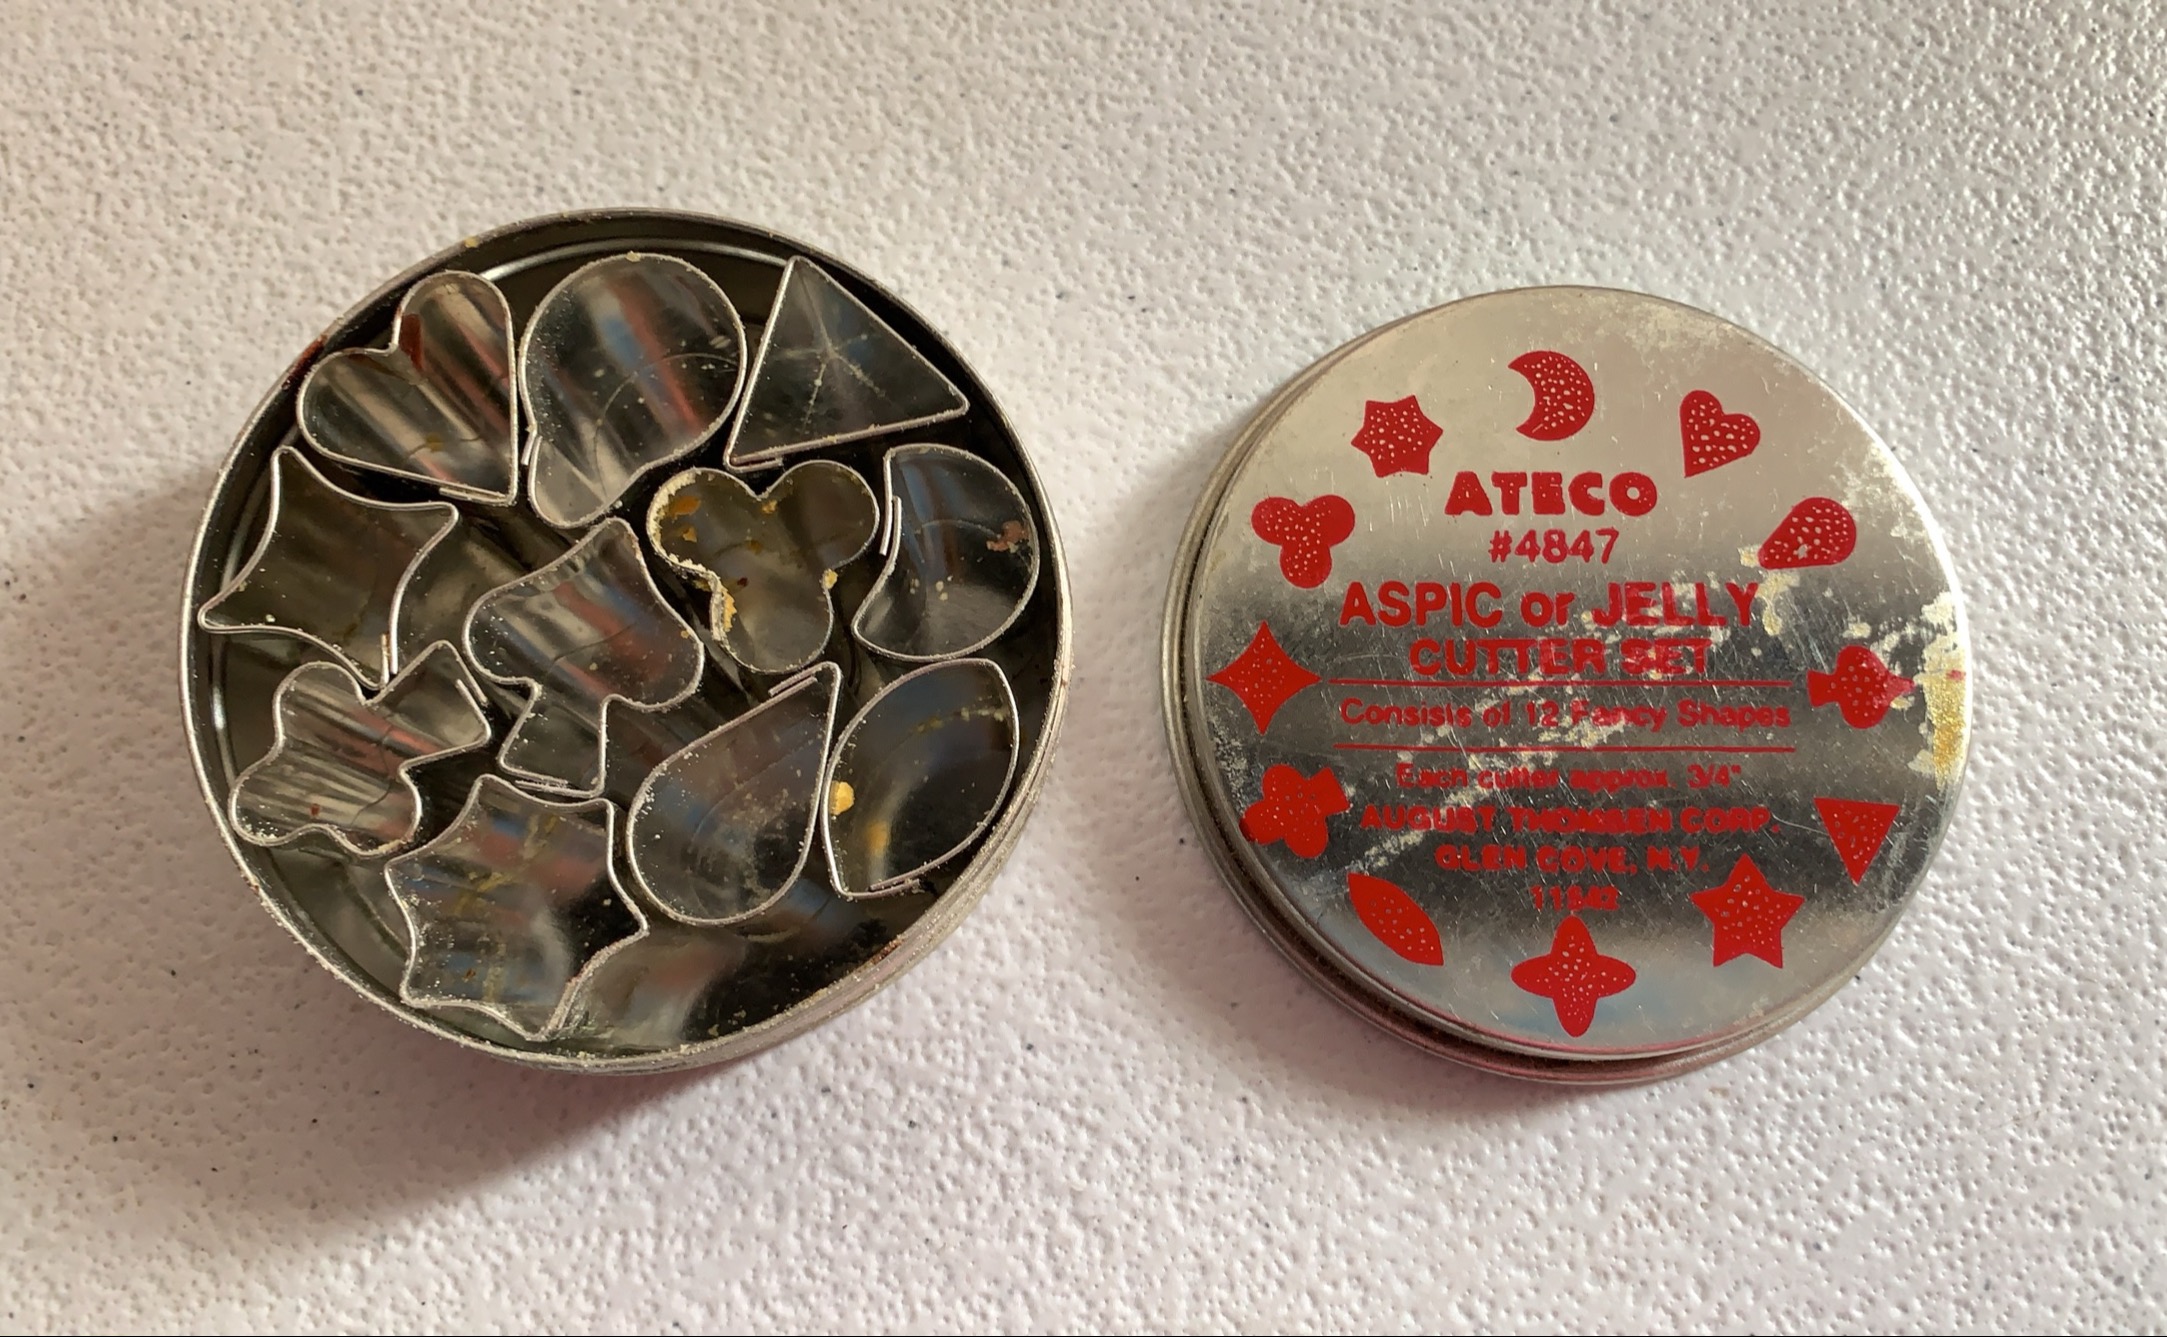 ATECO
#4847
ASPIC or JELLY
CUTTER SET
Consists of 12 Fancy Shapes
Each cutter approx. 3/4"
AUGUST THOMSEN CORP.
GLEN COVE, N.Y.
11542